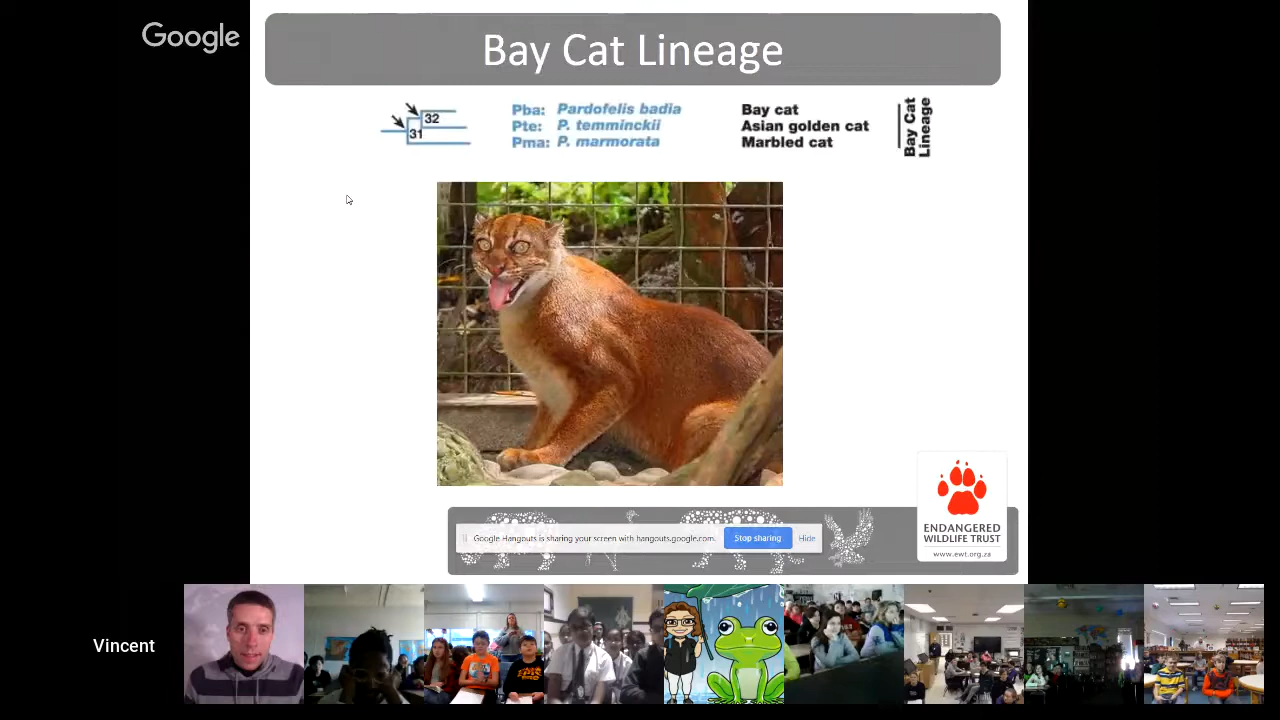 Google
Bay Cat Lineage
Pba: Pardofelis badia Bay cat
Pte: P. temminckii Asian golden cat
Pma: P. marmorata Marbled cat
32
31
Bay Cat
Lineage
Google Hangouts is sharing your screen with hangouts.google.com. Stop sharing Hide
ENDANGERED
WILDLIFE TRUST
www.ewt.org.za
Vincent